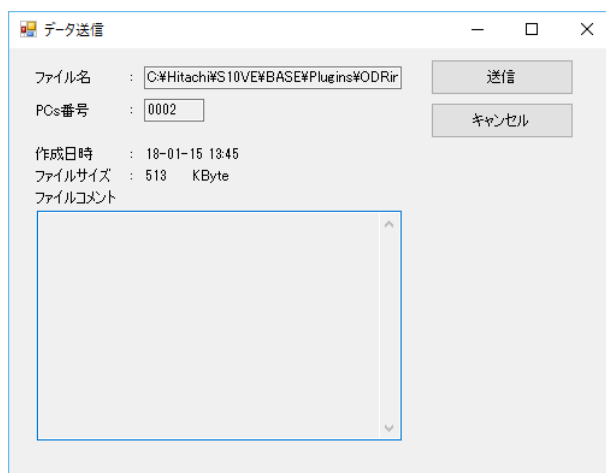 データ送信
ファイル名 : C:¥Hitachi¥S10VE¥BASE¥Plugins¥ODRir
送信
PCs番号 : 0002
キャンセル
作成日時 : 18-01-15 13:45
ファイルサイズ : 513 KByte
ファイルコメント